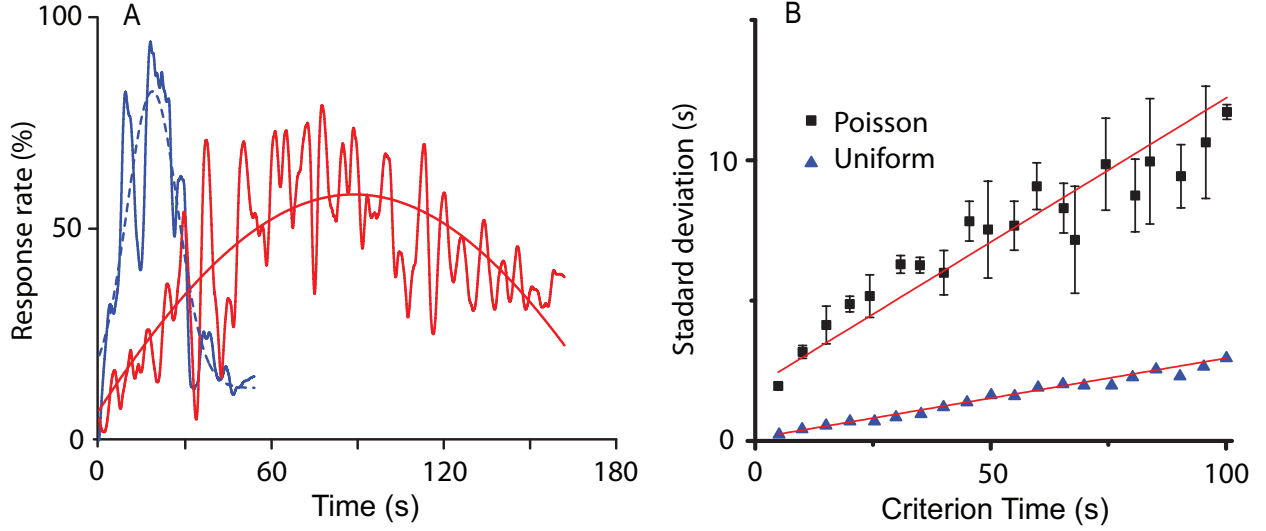 A
100
50
0
Response rate (%)
0
60
120
180
Time (s)
B
10
0
Stadard deviation (s)
Poisson
Uniform
0
50
100
Criterion Time (s)